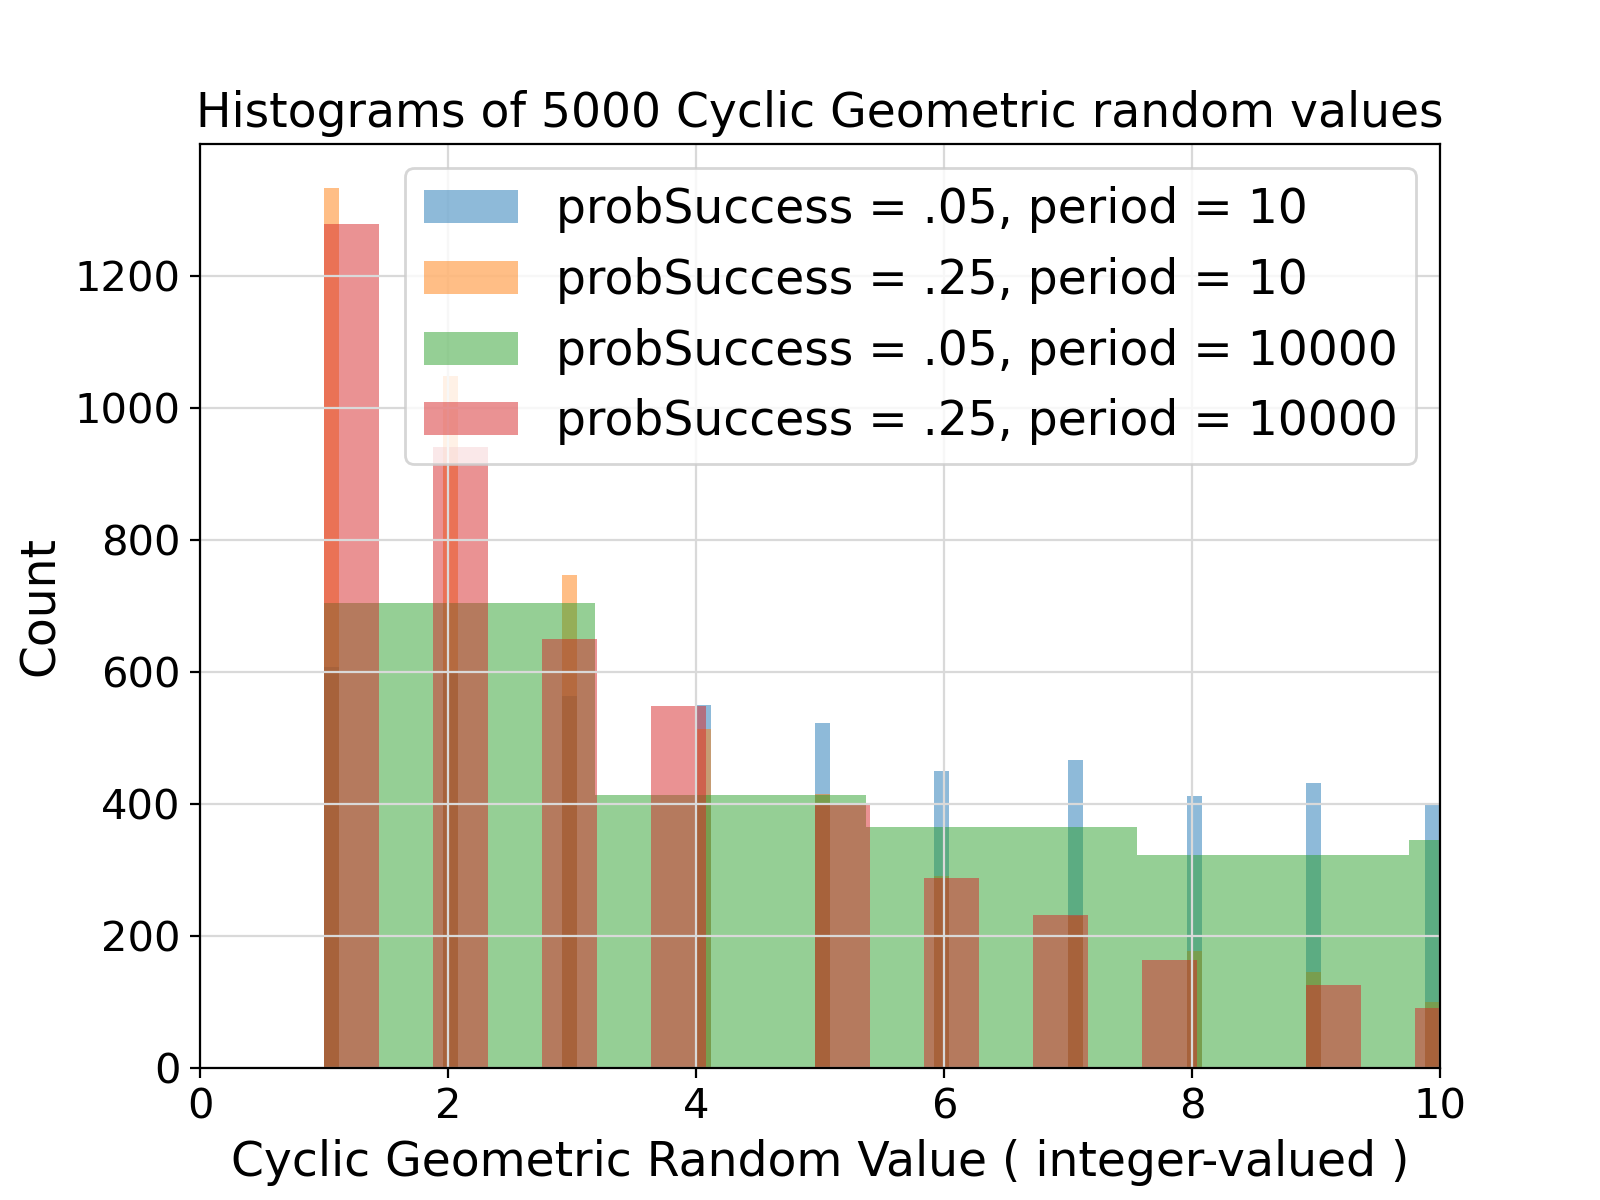 Histograms of 5000 Cyclic Geometric random values
probSuccess = .05, period = 10
probSuccess = .25, period = 10
probSuccess = .05, period = 10000
probSuccess = .25, period = 10000
1200
1000
800
600
400
200
0
Count
0 2 4 6 8 10
Cyclic Geometric Random Value ( integer-valued )